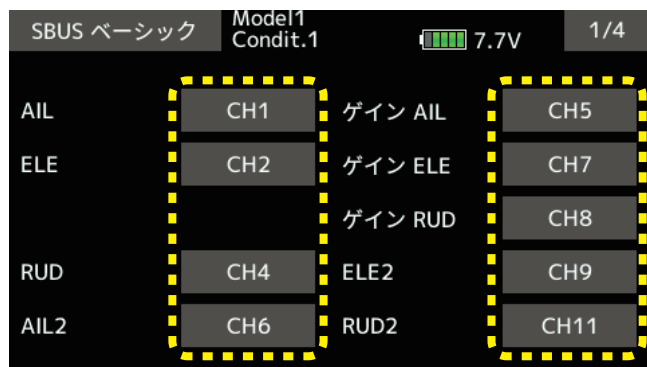 SBUS ベーシック Model1 Condit.1 7.7V 1/4
AIL CH1 ゲイン AIL CH5
ELE CH2 ゲイン ELE CH7
ゲイン RUD CH8
RUD CH4 ELE2 CH9
AIL2 CH6 RUD2 CH11